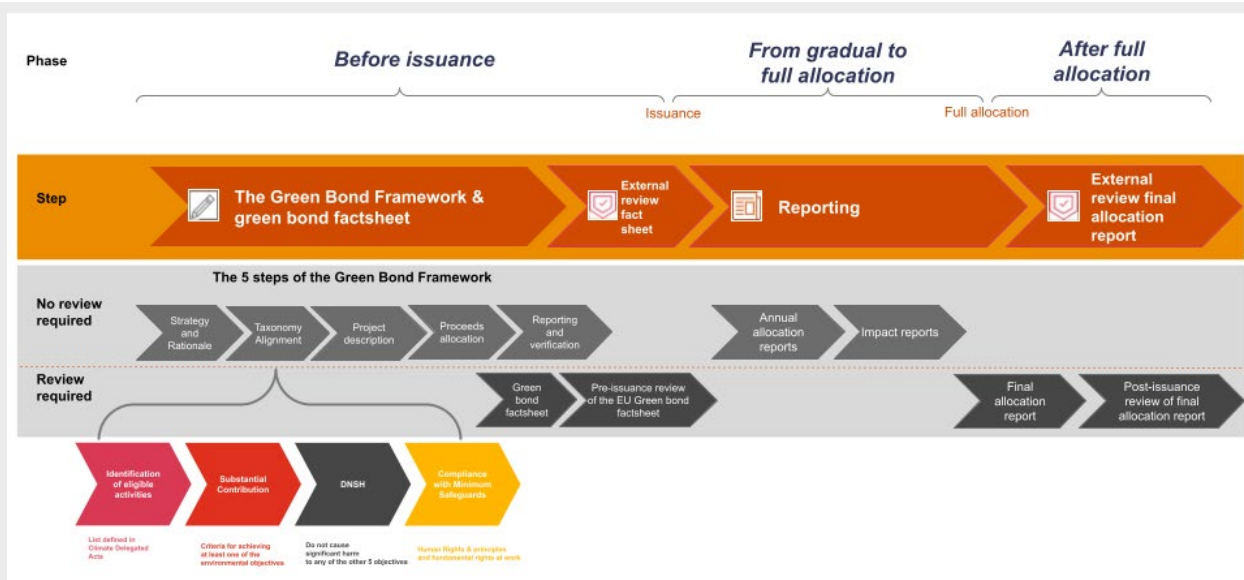 Phase
Before issuance
From gradual to
full allocation
After full
allocation
Issuance
Full allocation
Step
The Green Bond Framework &
green bond factsheet
External
review
fact
sheet
Reporting
External
review final
allocation
report
The 5 steps of the Green Bond Framework
No review
required
Strategy
and
Rationale
Taxonomy
Alignment
Project
description
Proceeds
allocation
Reporting
and
verification
Annual
allocation
reports
Impact reports
Review
required
Green
bond
factsheet
Pre-issuance review
of the EU Green bond
factsheet
Final
allocation
report
Post-issuance
review of final
allocation report
Identification
of eligible
activities
Substantial
Contribution
DNSH
Compliance
with Minimum
Safeguards
List defined in
Climate Delegated
Acts
Criteria for achieving
at least one of the
environmental objectives
Do not cause
significant harm
to any of the other 5 objectives
Human Rights & principles
and fundamental rights at work